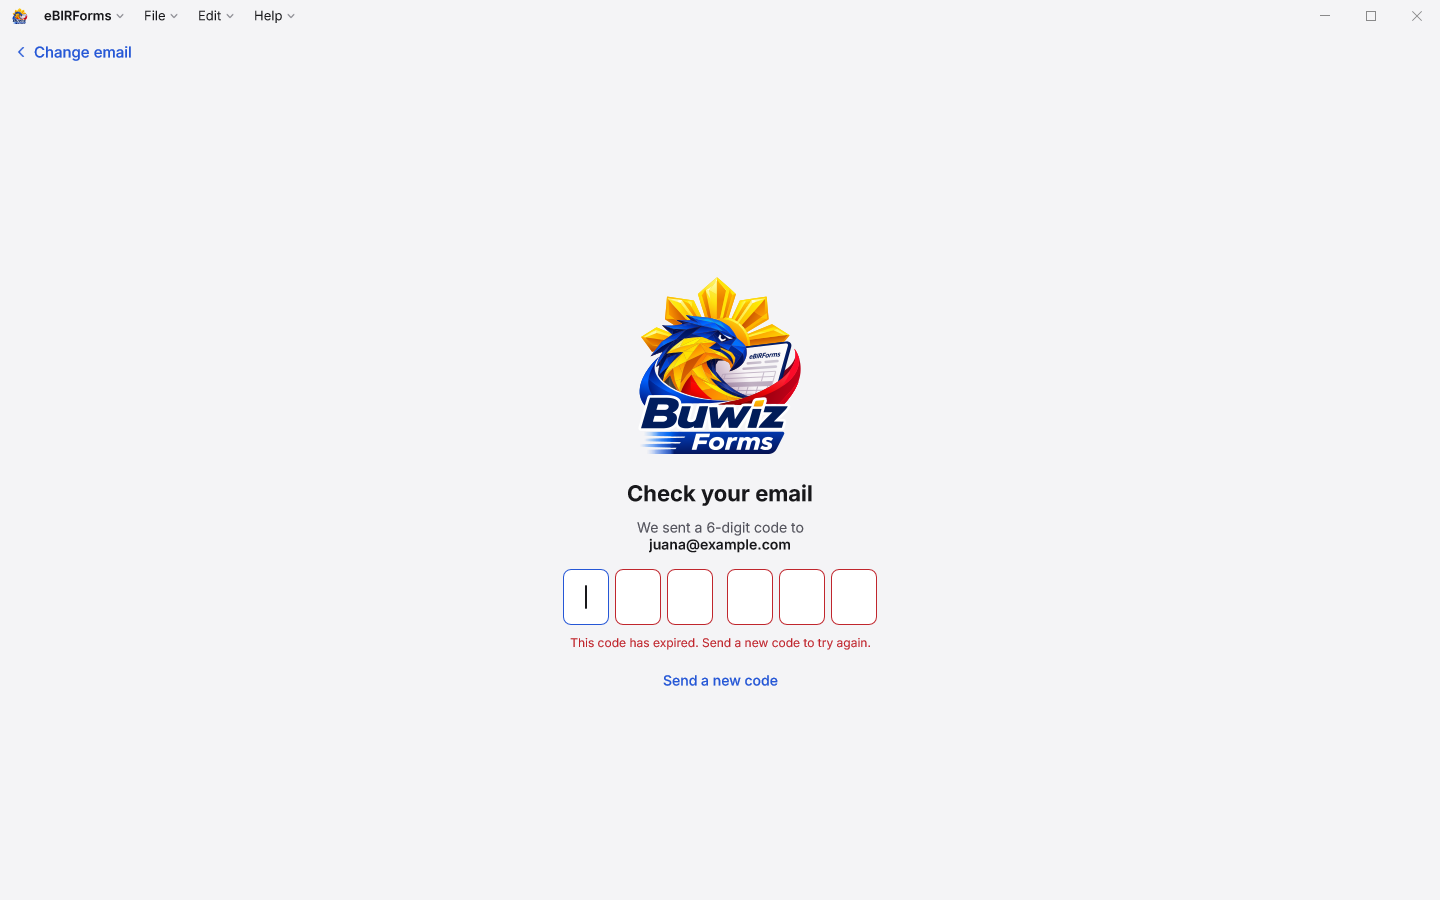 eBIRForms File Edit Help
Change email
eBIRForms
Buwiz
Forms
Check your email
We sent a 6-digit code to
juana@example.com
This code has expired. Send a new code to try again.
Send a new code